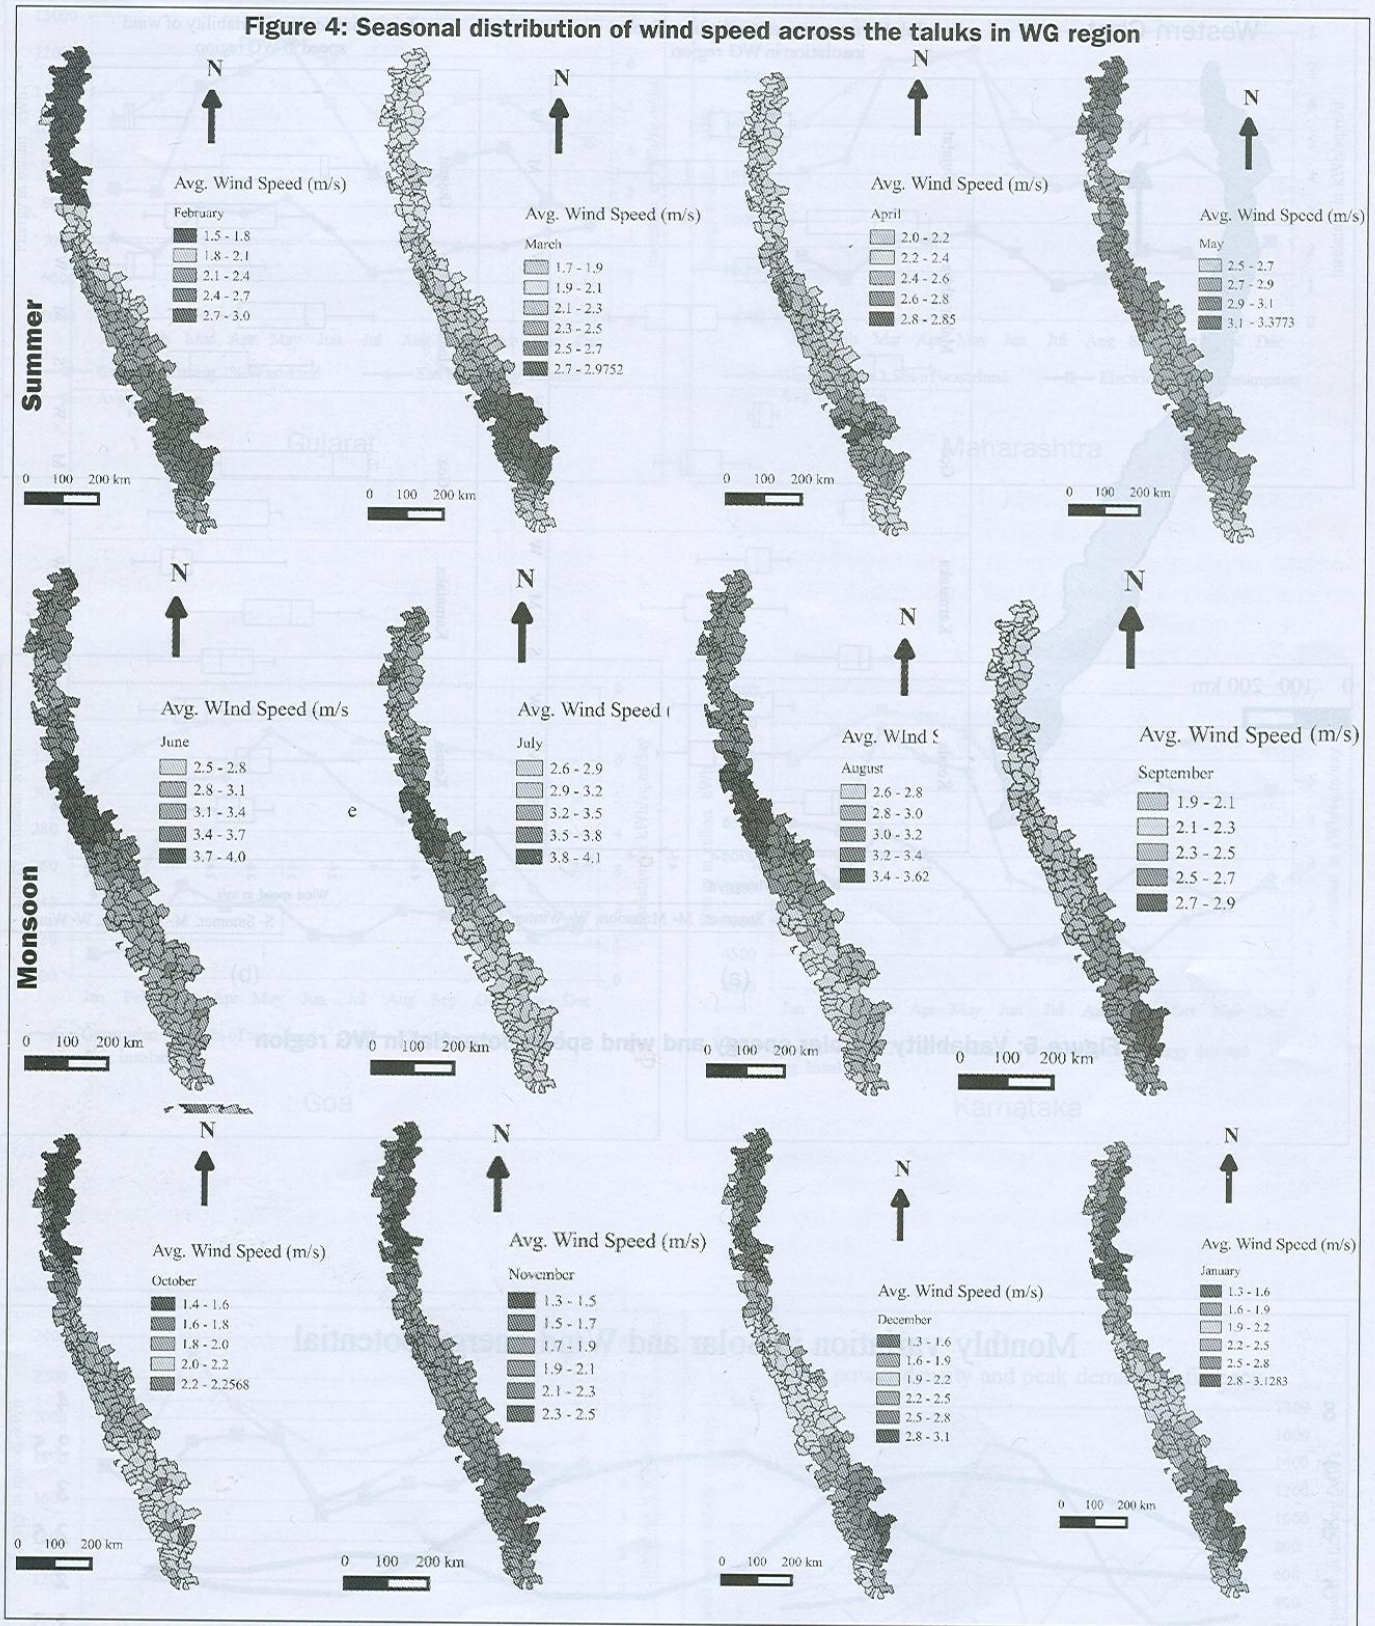 Figure 4: Seasonal distribution of wind speed across the taluks in WG region
Summer
N
Avg. Wind Speed (m/s)
February
1.5 - 1.8
1.8 - 2.1
2.1 - 2.4
2.4 - 2.7
2.7 - 3.0
0 100 200 km
N
Avg. Wind Speed (m/s)
March
1.7 - 1.9
1.9 - 2.1
2.1 - 2.3
2.3 - 2.5
2.5 - 2.7
2.7 - 2.9752
0 100 200 km
N
Avg. Wind Speed (m/s)
April
2.0 - 2.2
2.2 - 2.4
2.4 - 2.6
2.6 - 2.8
2.8 - 2.85
0 100 200 km
N
Avg. Wind Speed (m/s)
May
2.5 - 2.7
2.7 - 2.9
2.9 - 3.1
3.1 - 3.3773
0 100 200 km
Monsoon
N
Avg. WInd Speed (m/s
June
2.5 - 2.8
2.8 - 3.1
3.1 - 3.4
3.4 - 3.7
3.7 - 4.0
0 100 200 km
e
N
Avg. Wind Speed (
July
2.6 - 2.9
2.9 - 3.2
3.2 - 3.5
3.5 - 3.8
3.8 - 4.1
0 100 200 km
N
Avg. WInd S
August
2.6 - 2.8
2.8 - 3.0
3.0 - 3.2
3.2 - 3.4
3.4 - 3.62
0 100 200 km
N
Avg. Wind Speed (m/s)
September
1.9 - 2.1
2.1 - 2.3
2.3 - 2.5
2.5 - 2.7
2.7 - 2.9
0 100 200 km
N
Avg. Wind Speed (m/s)
October
1.4 - 1.6
1.6 - 1.8
1.8 - 2.0
2.0 - 2.2
2.2 - 2.2568
0 100 200 km
N
Avg. Wind Speed (m/s)
November
1.3 - 1.5
1.5 - 1.7
1.7 - 1.9
1.9 - 2.1
2.1 - 2.3
2.3 - 2.5
0 100 200 km
N
Avg. Wind Speed (m/s)
December
1.3 - 1.6
1.6 - 1.9
1.9 - 2.2
2.2 - 2.5
2.5 - 2.8
2.8 - 3.1
0 100 200 km
N
Avg. Wind Speed (m/s)
January
1.3 - 1.6
1.6 - 1.9
1.9 - 2.2
2.2 - 2.5
2.5 - 2.8
2.8 - 3.1283
0 100 200 km